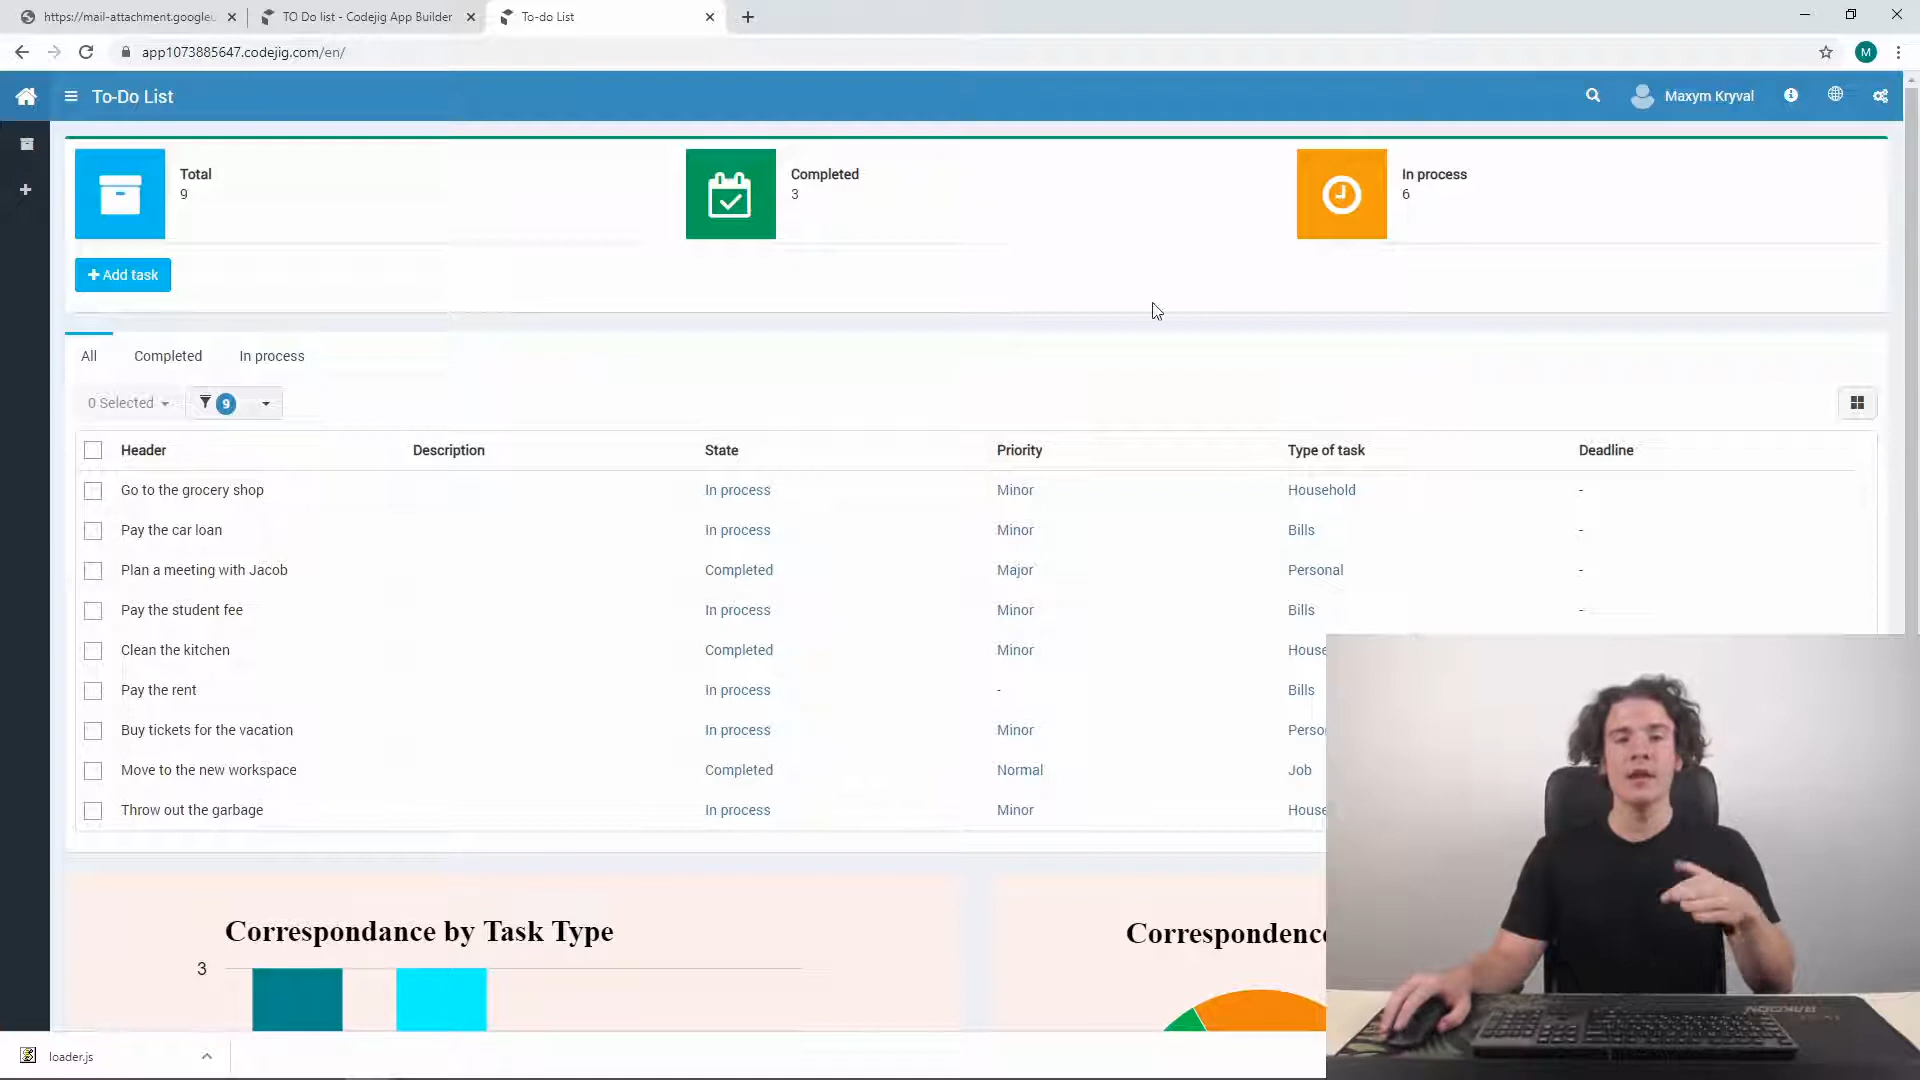 https://mail-attachment.googleu
TO Do list - Codejig App Builder
To-do List
app1073885647.codejig.com/en/
M
To-Do List
Maxym Kryval
Total
9
Completed
3
In process
6
Add task
All
Completed
In process
0 Selected
9
Header Description State Priority Type of task Deadline
Go to the grocery shop In process Minor Household -
Pay the car loan In process Minor Bills -
Plan a meeting with Jacob Completed Major Personal -
Pay the student fee In process Minor Bills -
Clean the kitchen Completed Minor House
Pay the rent In process - Bills
Buy tickets for the vacation In process Minor Perso
Move to the new workspace Completed Normal Job
Throw out the garbage In process Minor House
Correspondance by Task Type
3
Correspondenc
loader.js